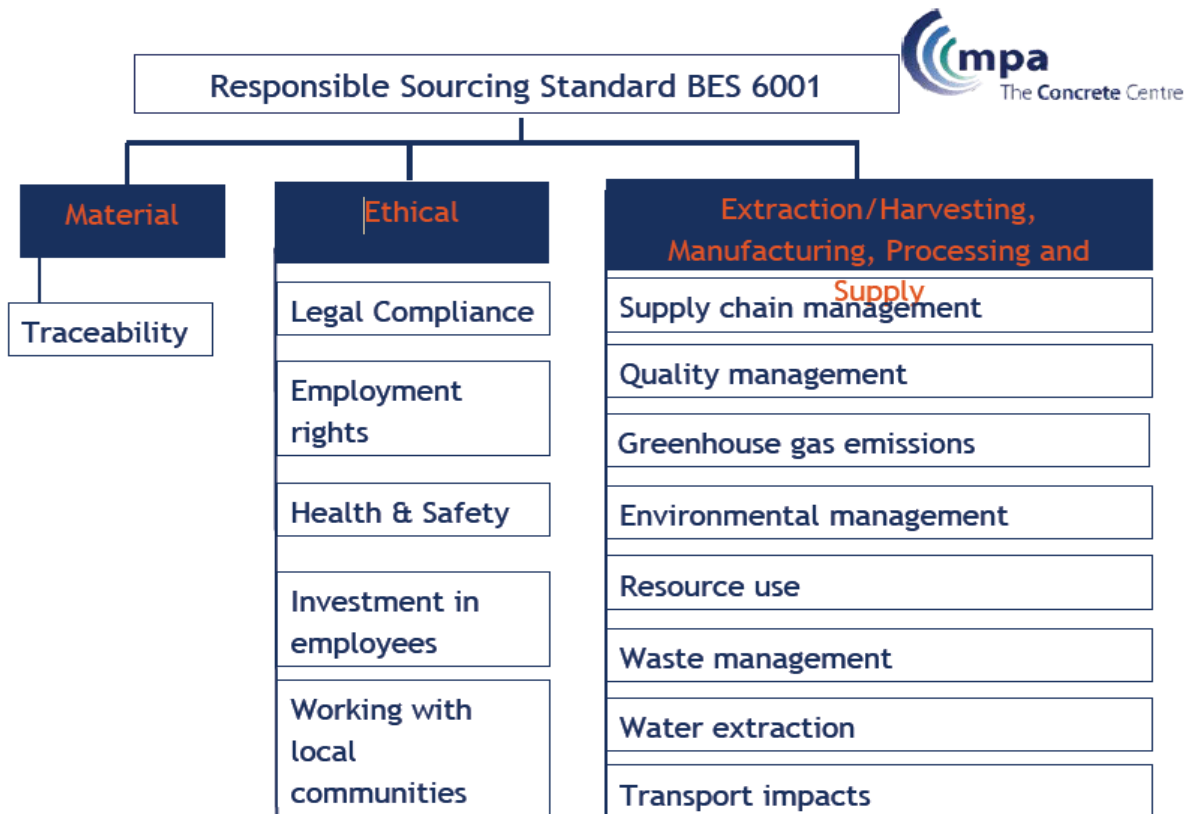 mpa
The Concrete Centre
Responsible Sourcing Standard BES 6001
Material
Traceability
Ethical
Legal Compliance
Employment
rights
Health & Safety
Investment in
employees
Working with
local
communities
Extraction/Harvesting,
Manufacturing, Processing and
Supply
Supply chain management
Quality management
Greenhouse gas emissions
Environmental management
Resource use
Waste management
Water extraction
Transport impacts